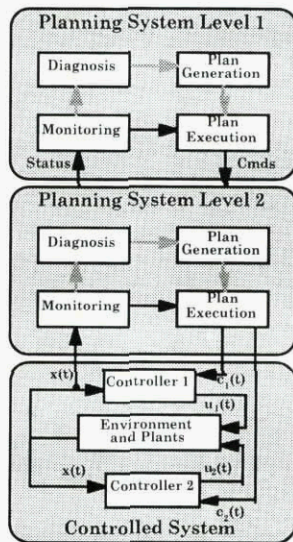 Planning System Level 1
Diagnosis
Plan
Generation
Monitoring
Plan
Execution
Status
Cmds
Planning System Level 2
Diagnosis
Plan
Generation
Monitoring
Plan
Execution
x(t)
Controller 1
c₁(t)
u₁(t)
Environment
and Plants
x(t)
u₂(t)
Controller 2
c₂(t)
Controlled System